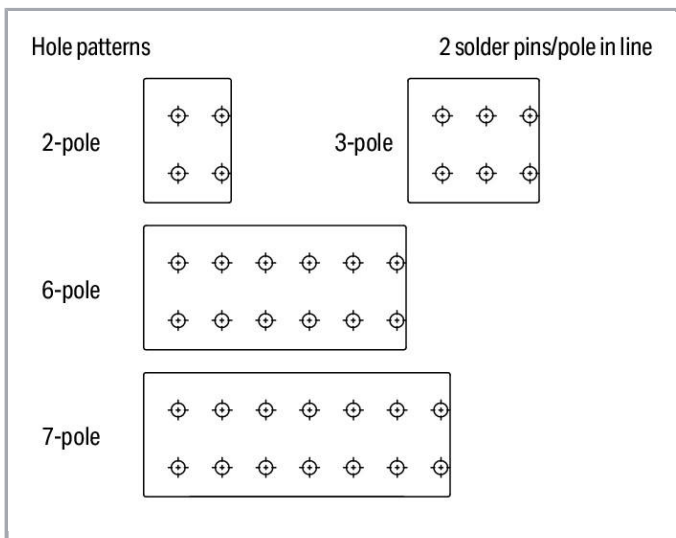 Hole patterns
2 solder pins/pole in line
2-pole
3-pole
6-pole
7-pole